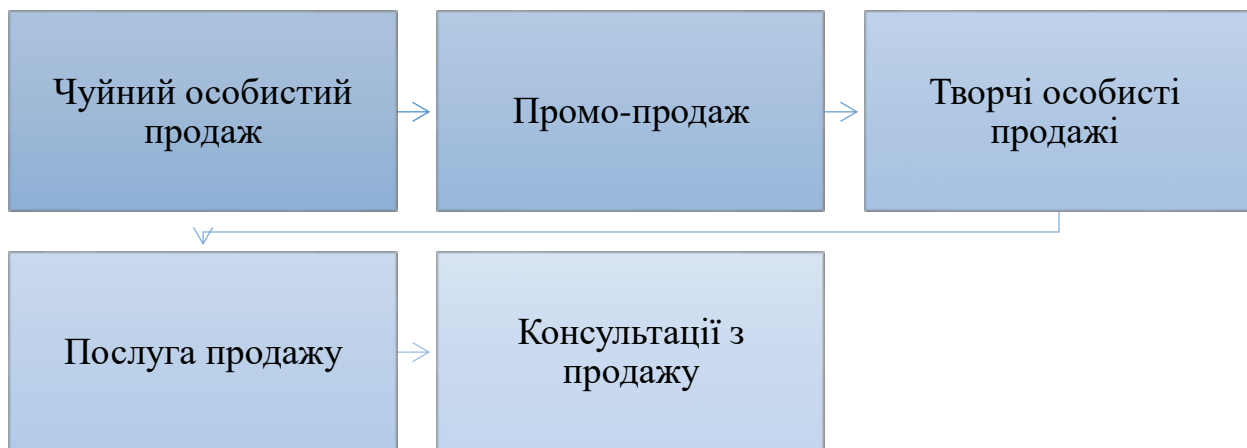 Чуйний особистий
продаж
Промо-продаж
Творчі особисті
продажі
Послуга продажу
Консультації з
продажу